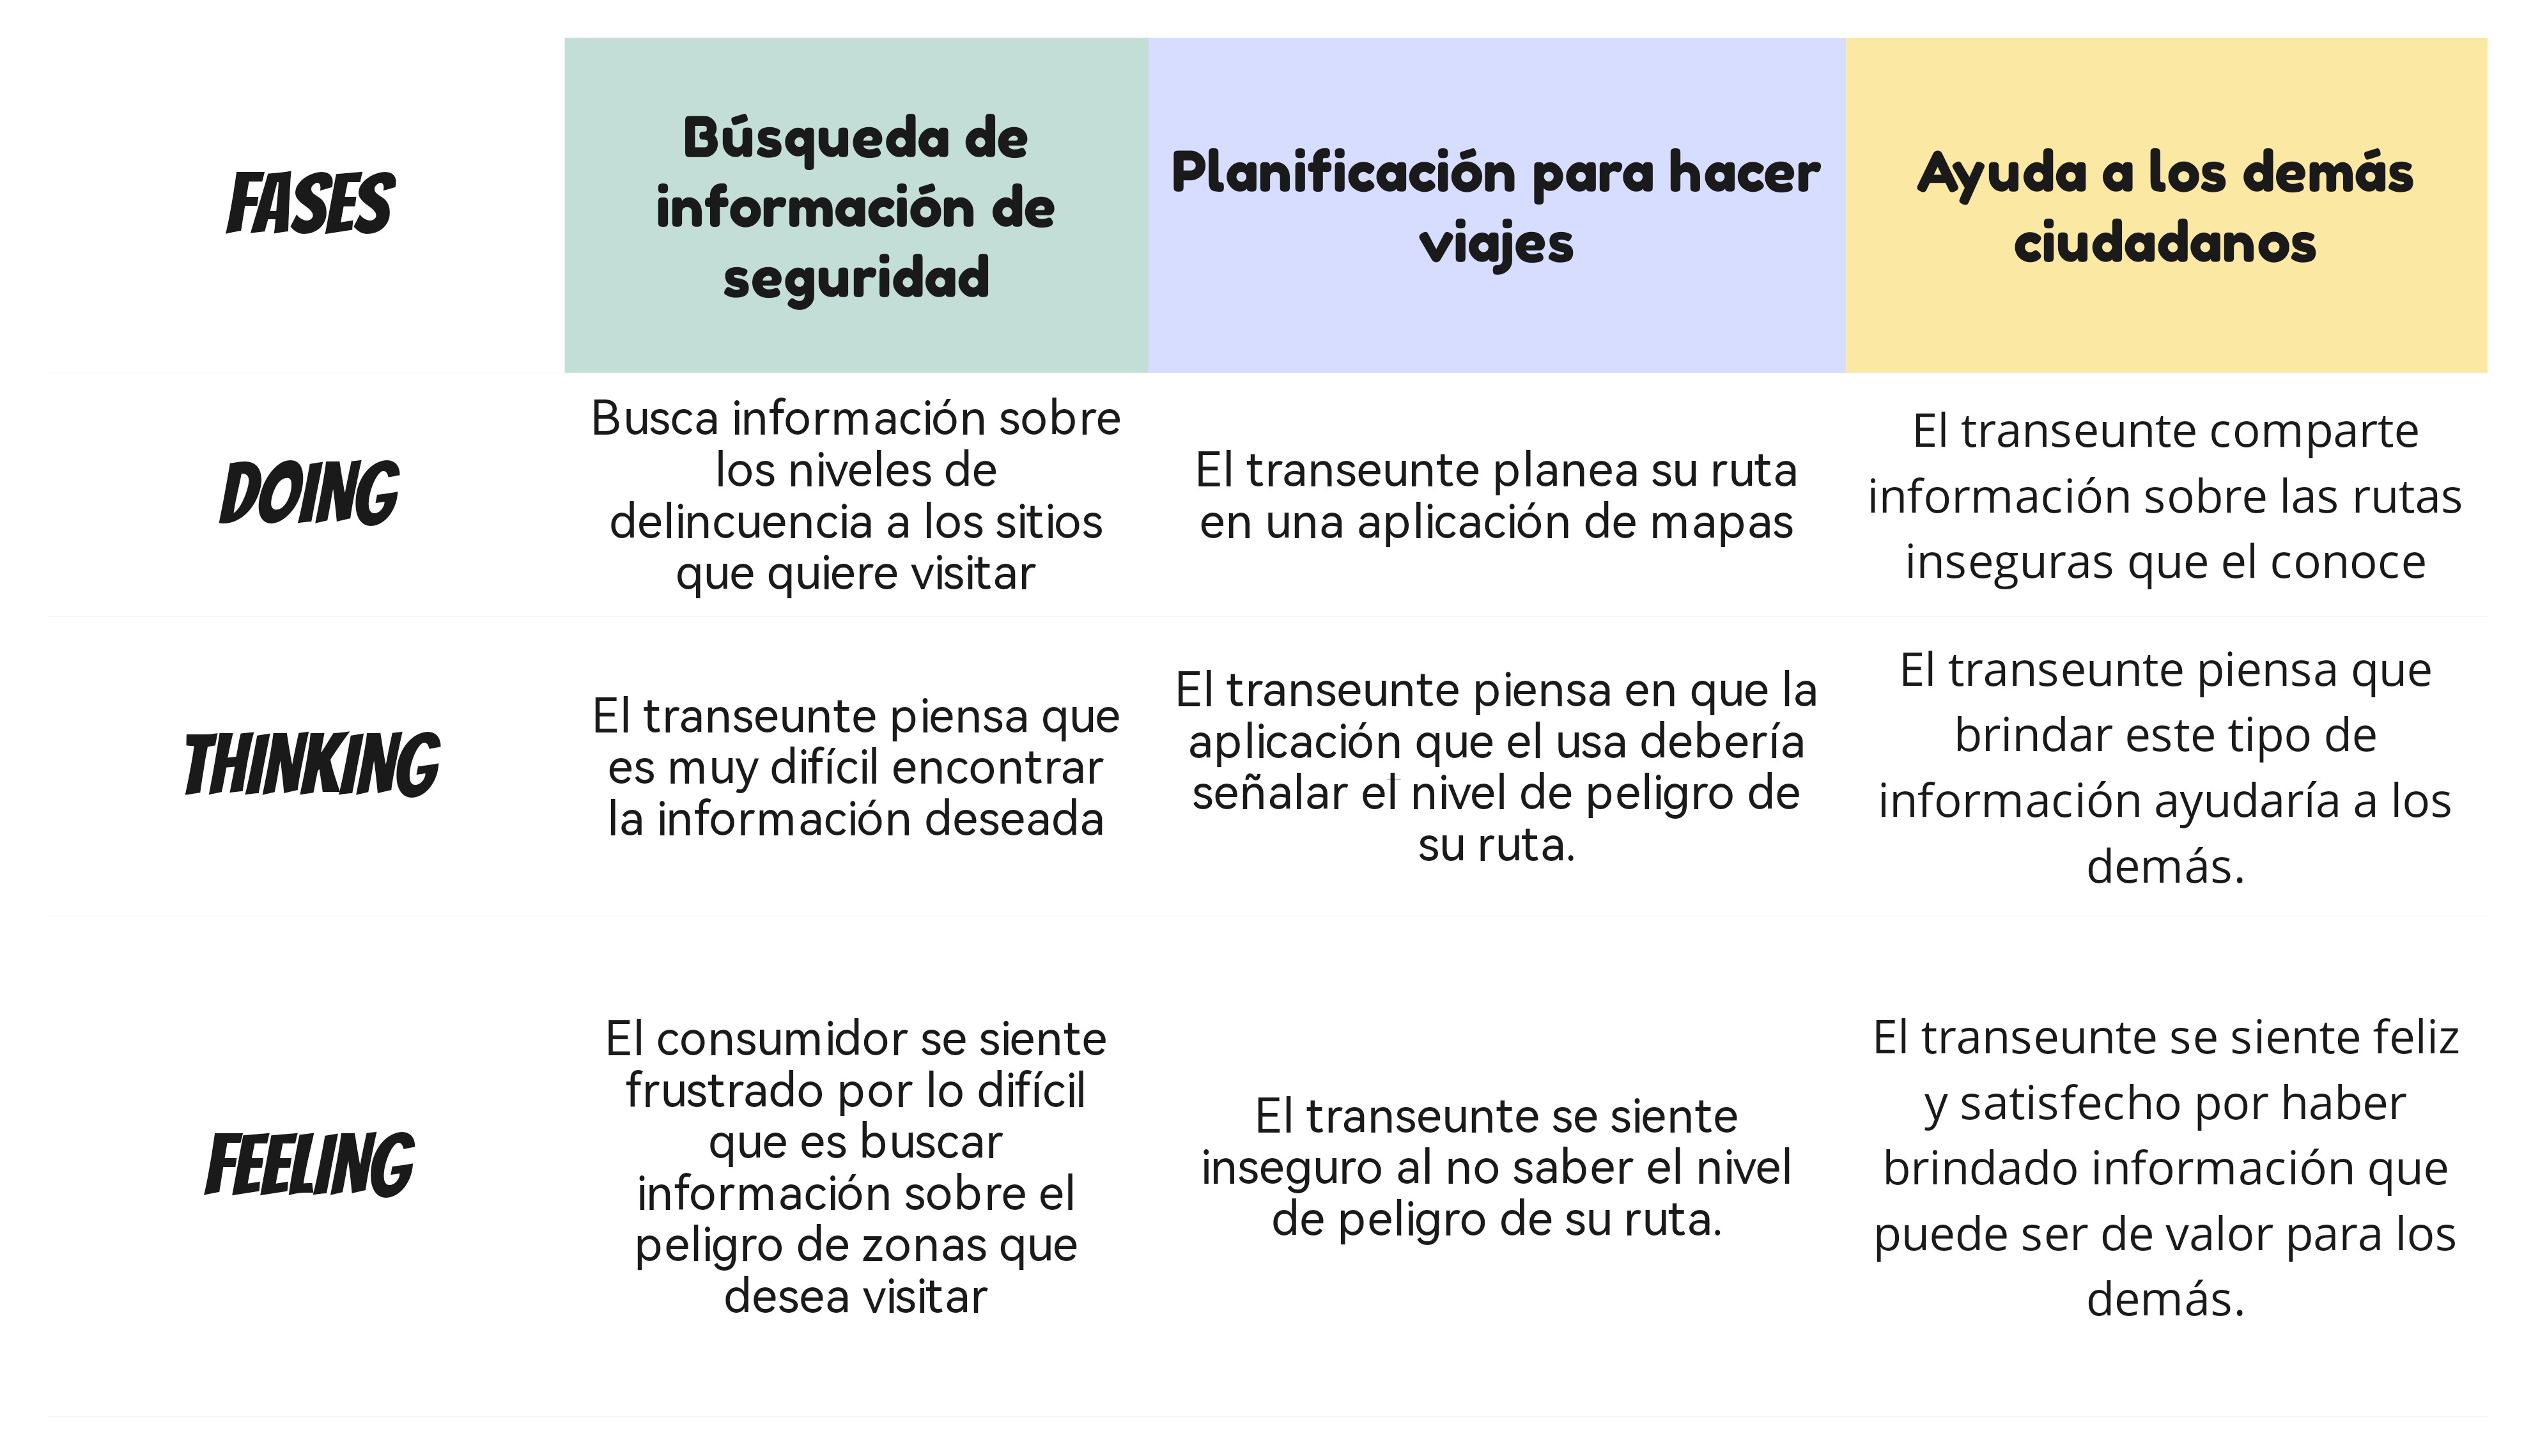 FASES
Búsqueda de
información de
seguridad
Planificación para hacer
viajes
Ayuda a los demás
ciudadanos
DOING
Busca información sobre
los niveles de
delincuencia a los sitios
que quiere visitar
El transeunte planea su ruta
en una aplicación de mapas
El transeunte comparte
información sobre las rutas
inseguras que el conoce
THINKING
El transeunte piensa que
es muy difícil encontrar
la información deseada
El transeunte piensa en que la
aplicación que el usa debería
señalar el nivel de peligro de
su ruta.
El transeunte piensa que
brindar este tipo de
información ayudaría a los
demás.
FEELING
El consumidor se siente
frustrado por lo difícil
que es buscar
información sobre el
peligro de zonas que
desea visitar
El transeunte se siente
inseguro al no saber el nivel
de peligro de su ruta.
El transeunte se siente feliz
y satisfecho por haber
brindado información que
puede ser de valor para los
demás.